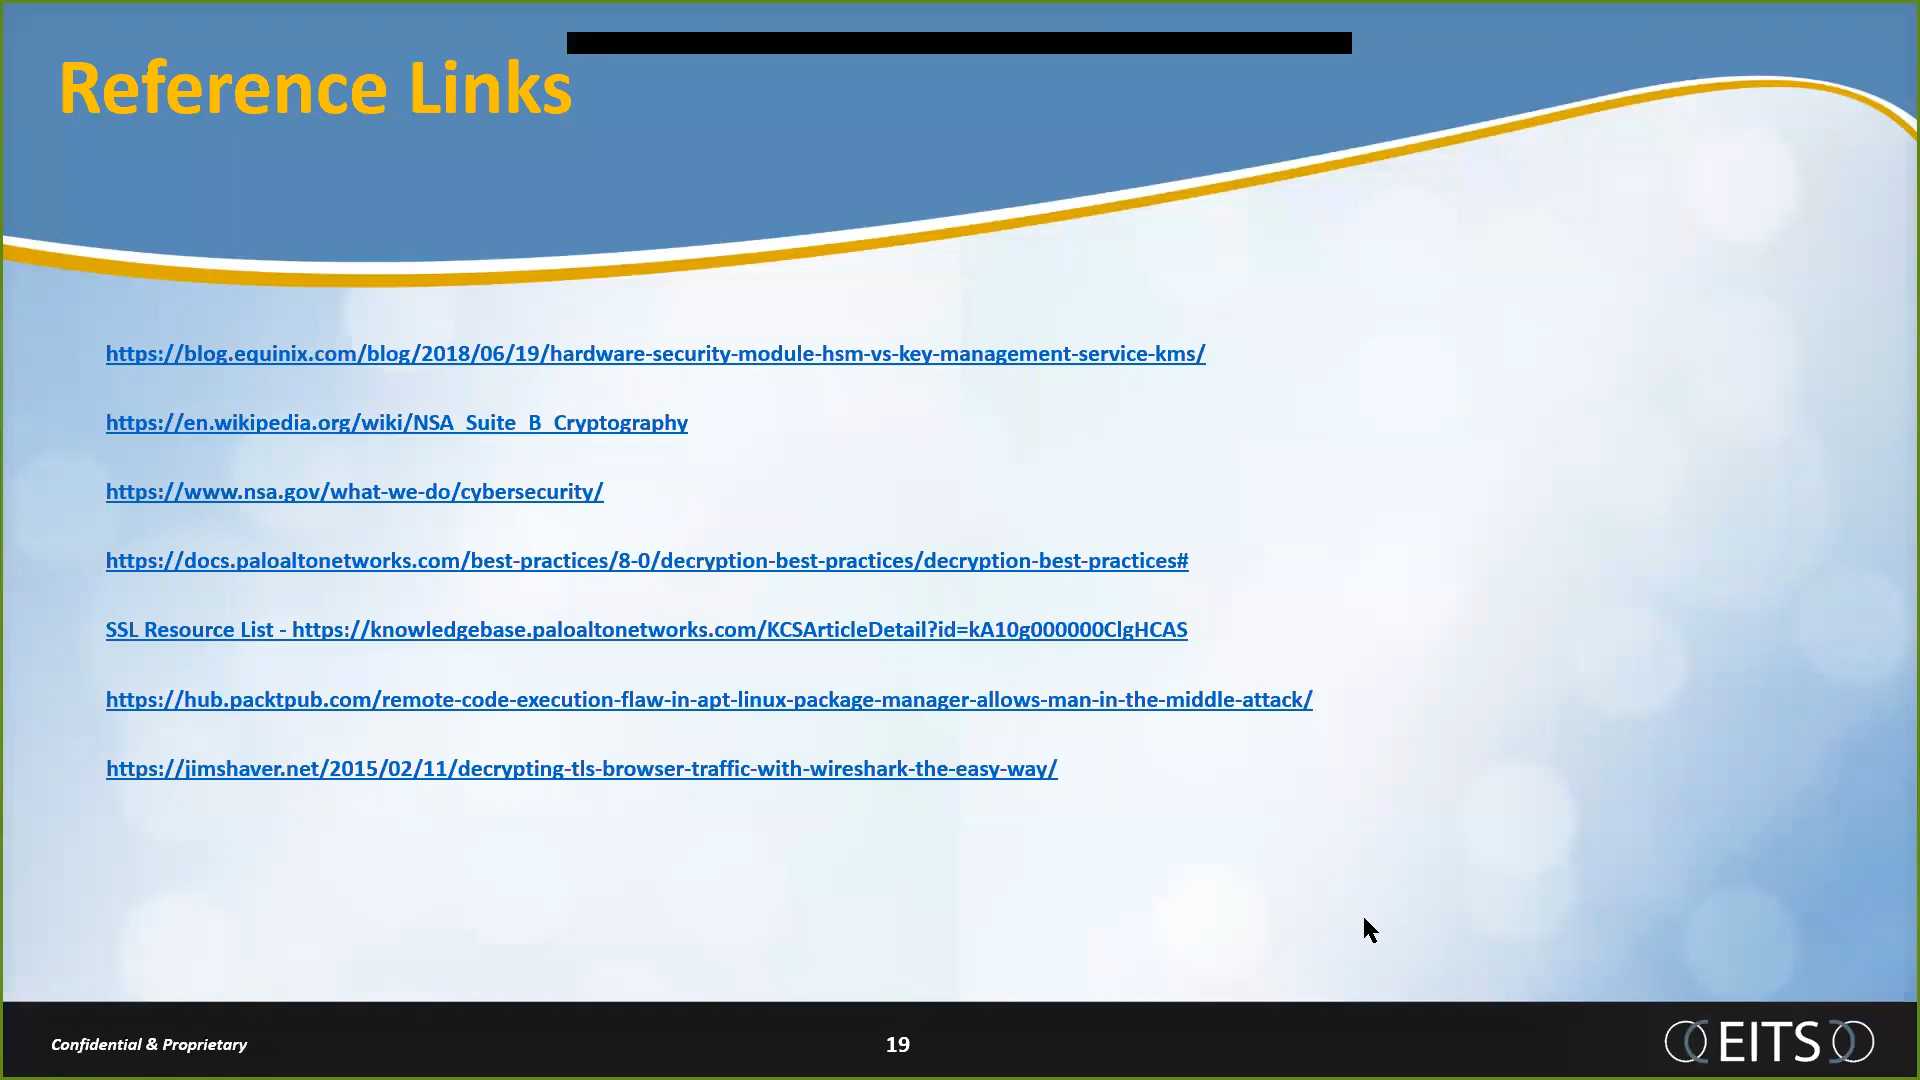 Reference Links
https://blog.equinix.com/blog/2018/06/19/hardware-security-module-hsm-vs-key-management-service-kms/
https://en.wikipedia.org/wiki/NSA_Suite_B_Cryptography
https://www.nsa.gov/what-we-do/cybersecurity/
https://docs.paloaltonetworks.com/best-practices/8-0/decryption-best-practices/decryption-best-practices#
SSL Resource List - https://knowledgebase.paloaltonetworks.com/KCSArticleDetail?id=kA10g000000ClgHCAS
https://hub.packtpub.com/remote-code-execution-flaw-in-apt-linux-package-manager-allows-man-in-the-middle-attack/
https://jimshaver.net/2015/02/11/decrypting-tls-browser-traffic-with-wireshark-the-easy-way/
Confidential & Proprietary
19
EITS